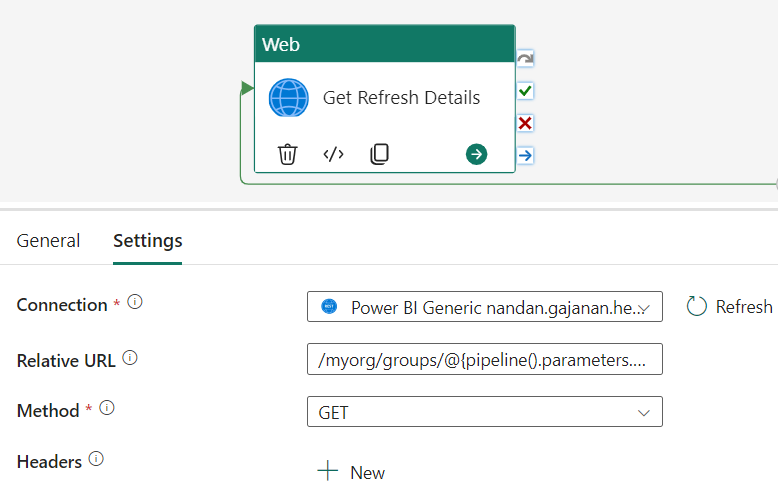 Web
Get Refresh Details
General Settings
Connection * Power BI Generic nandan.gajanan.he... Refresh
Relative URL /myorg/groups/@{pipeline().parameters....
Method * GET
Headers New